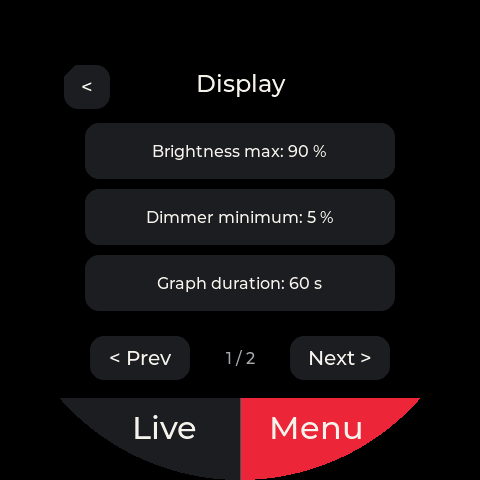 <
Display
Brightness max: 90 %
Dimmer minimum: 5 %
Graph duration: 60 s
< Prev
1 / 2
Next >
Live
Menu